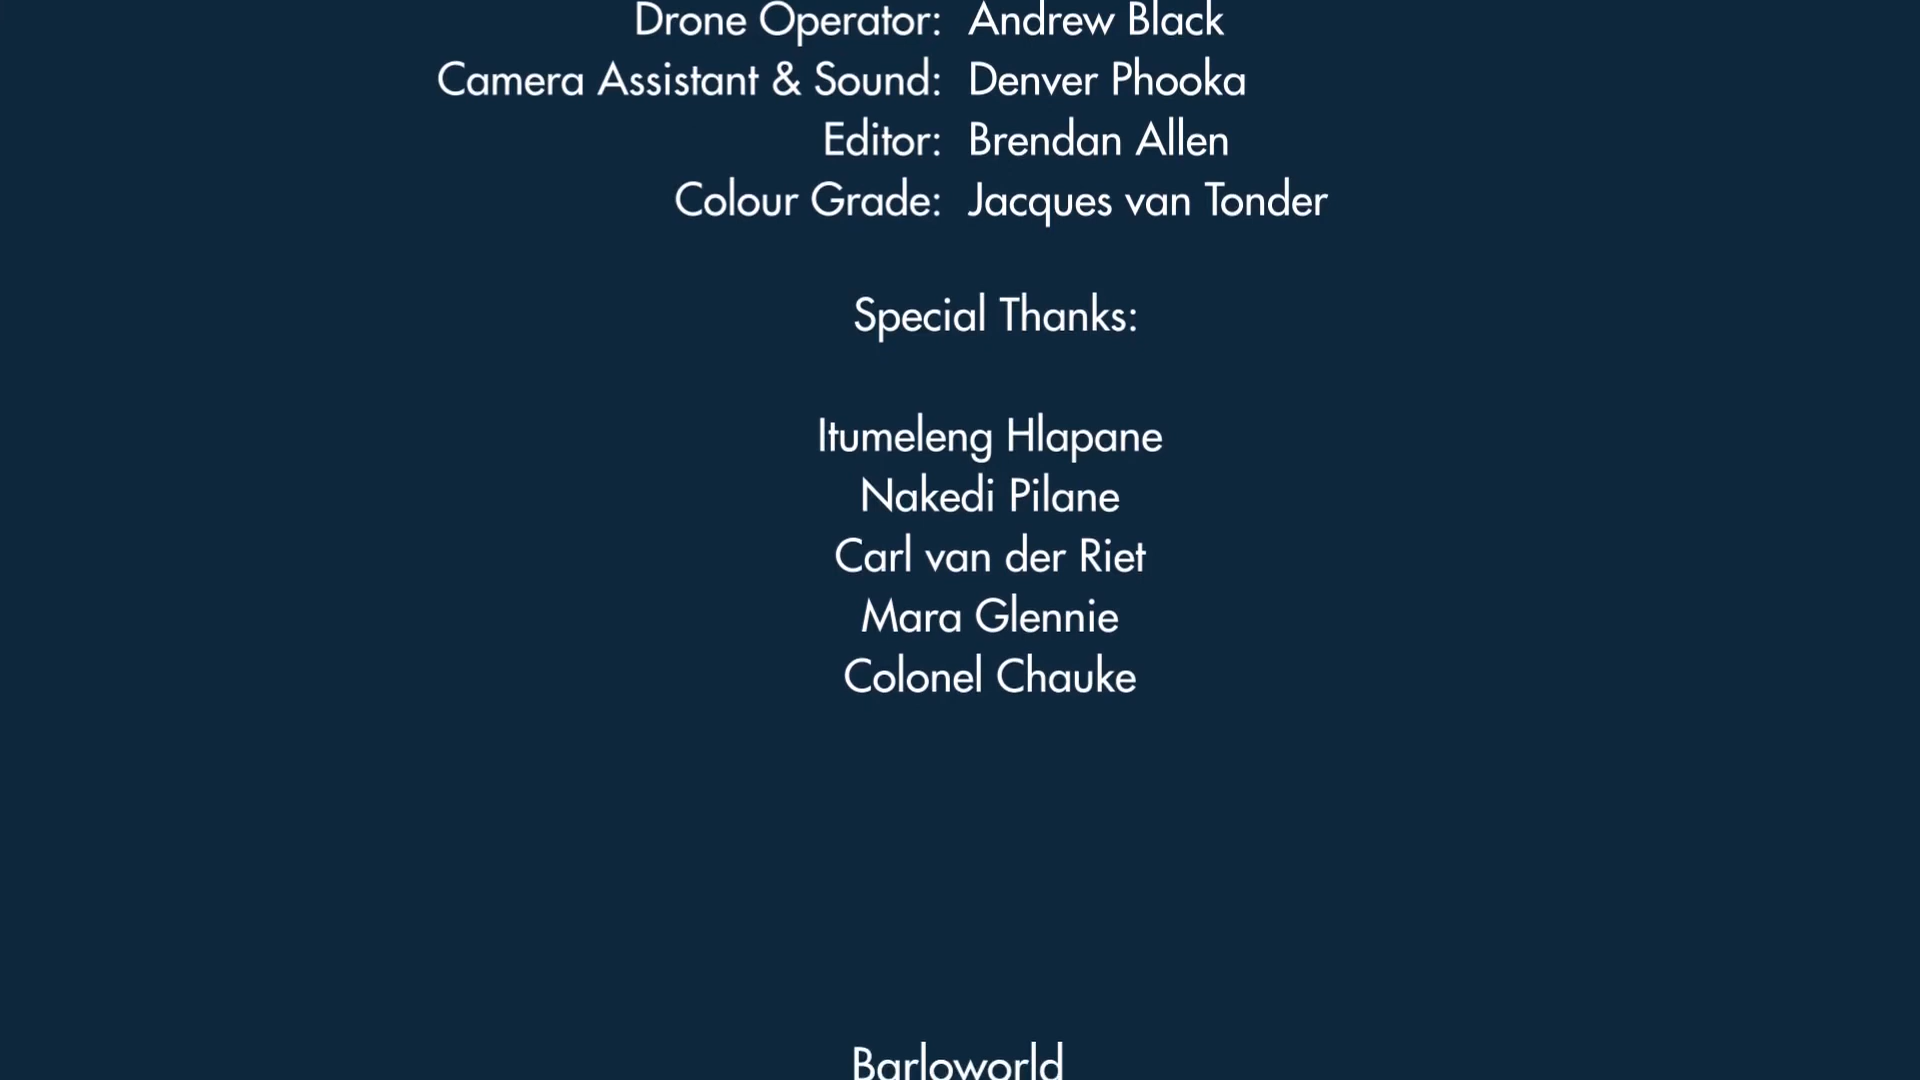 Drone Operator: Andrew Black
Camera Assistant & Sound: Denver Phooka
Editor: Brendan Allen
Colour Grade: Jacques van Tonder
Special Thanks:
Itumeleng Hlapane
Nakedi Pilane
Carl van der Riet
Mara Glennie
Colonel Chauke
Barloworld